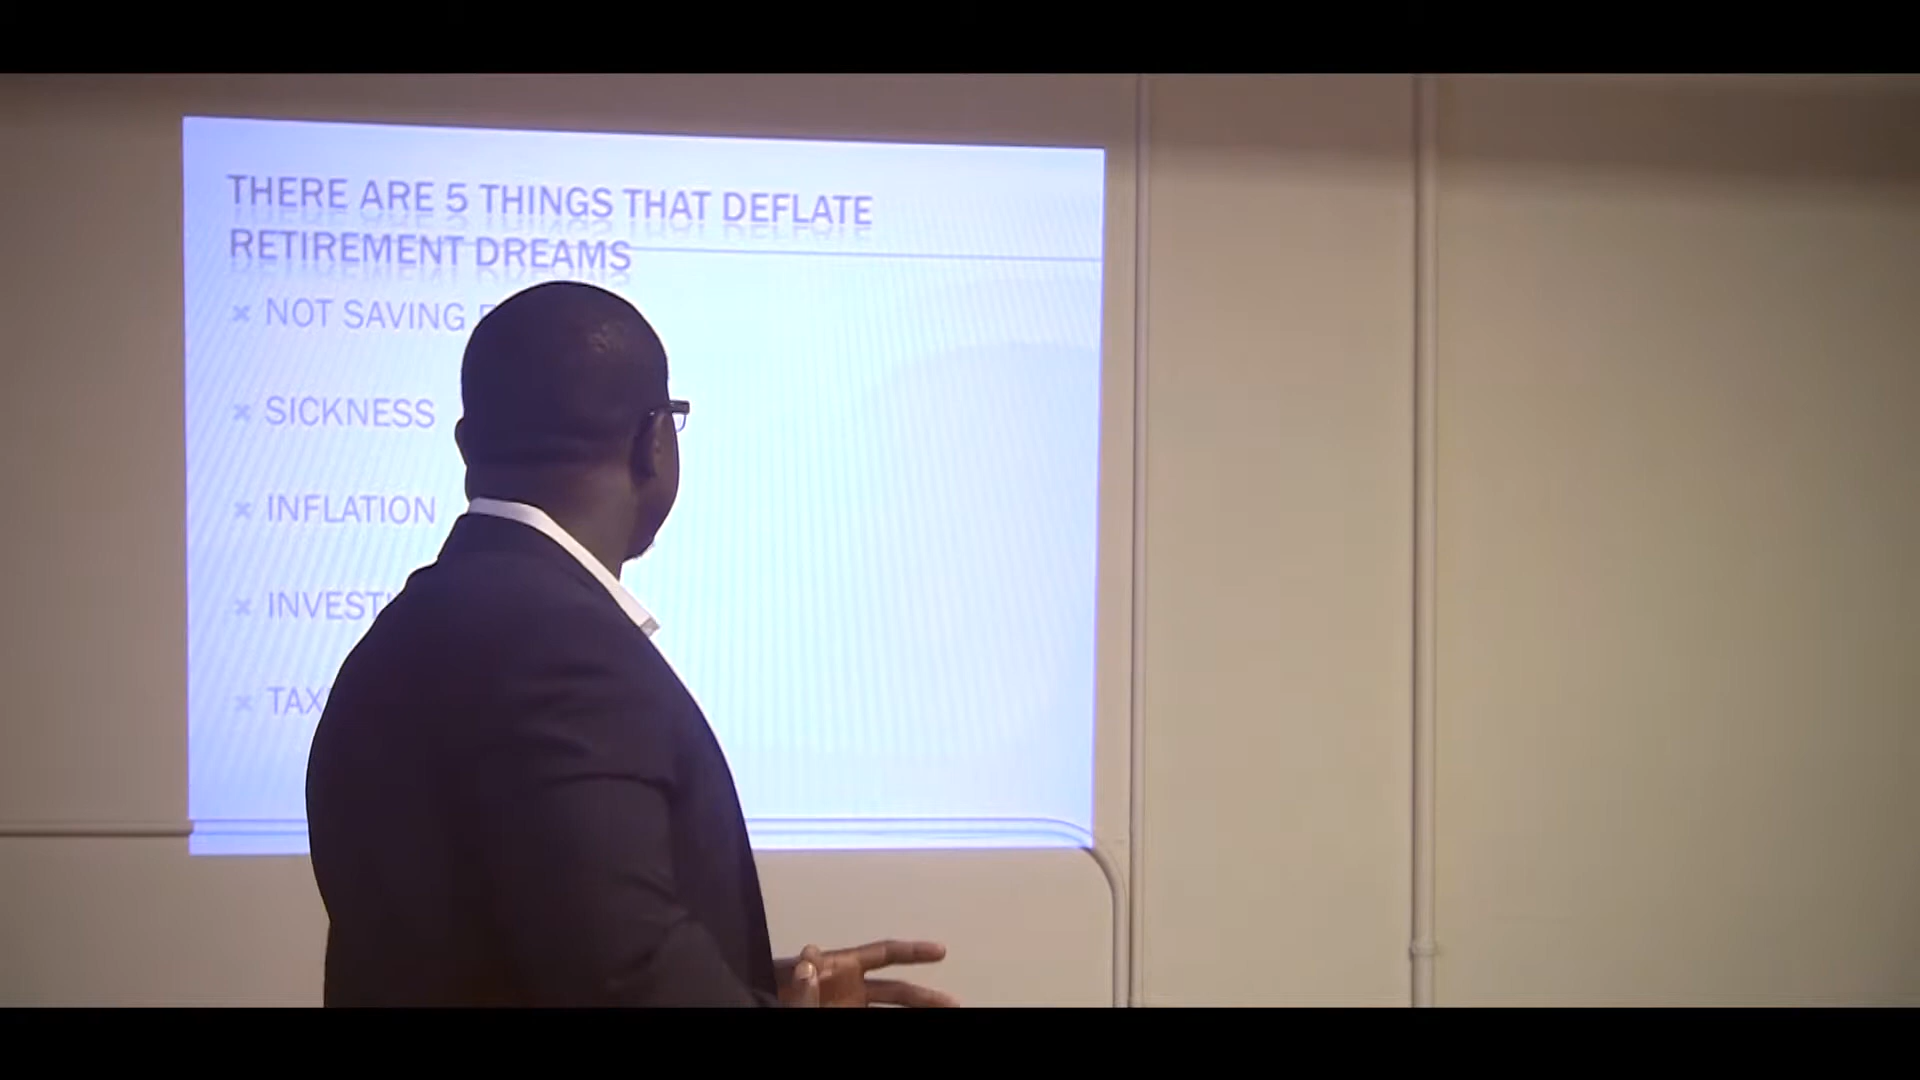 THERE ARE 5 THINGS THAT DEFLATE
RETIREMENT DREAMS
NOT SAVING
SICKNESS
INFLATION